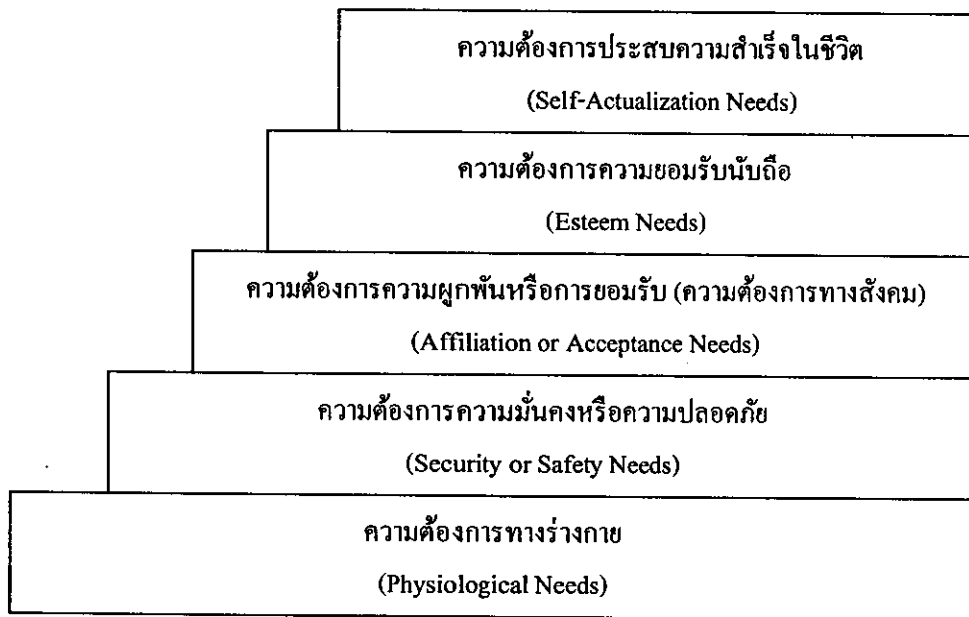 ความต้องการประสบความสำเร็จในชีวิต
(Self-Actualization Needs)
ความต้องการความยอมรับนับถือ
(Esteem Needs)
ความต้องการความผูกพันหรือการยอมรับ (ความต้องการทางสังคม)
(Affiliation or Acceptance Needs)
ความต้องการความมั่นคงหรือความปลอดภัย
(Security or Safety Needs)
ความต้องการทางร่างกาย
(Physiological Needs)